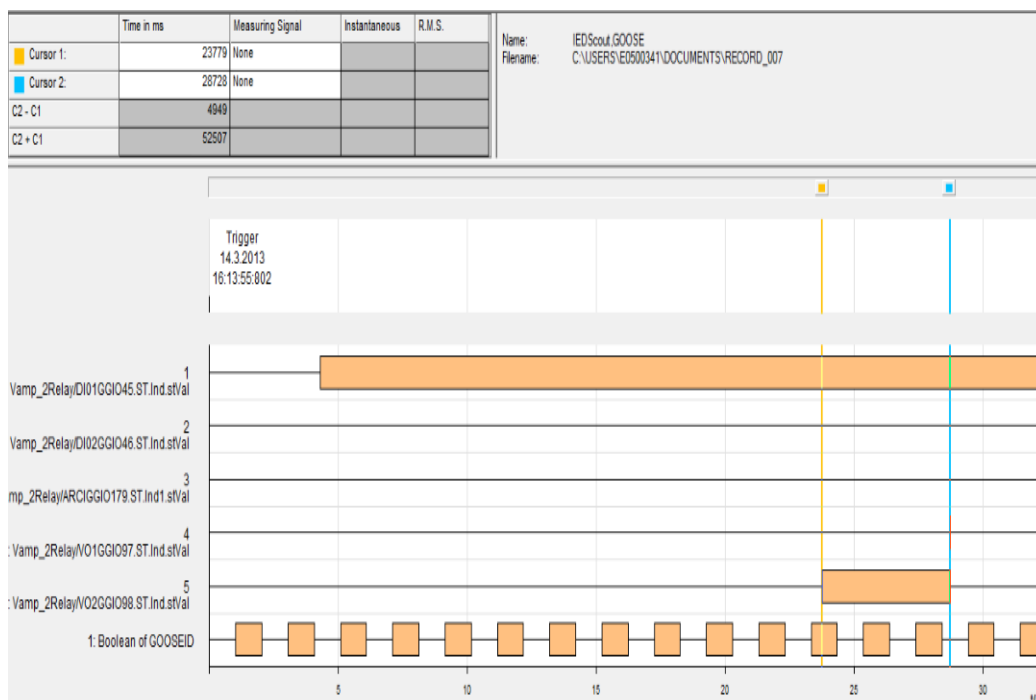 Time in ms Measuring Signal Instantaneous R.M.S.
Cursor 1: 23779 None
Cursor 2: 28728 None
C2 - C1 4949
C2 + C1 52507
Name: IEDScout,GOOSE
Filename: C:\USERS\E0500341\DOCUMENTS\RECORD_007
Trigger
14.3.2013
16:13:55:802
1
Vamp_2Relay/DI01GGIO45.ST.Ind.stVal
2
Vamp_2Relay/DI02GGIO46.ST.Ind.stVal
3
mp_2Relay/ARCIGGIO179.ST.Ind1.stVal
4
: Vamp_2Relay/VO1GGIO97.ST.Ind.stVal
5
: Vamp_2Relay/VO2GGIO98.ST.Ind.stVal
1: Boolean of GOOSEID
5 10 15 20 25 30